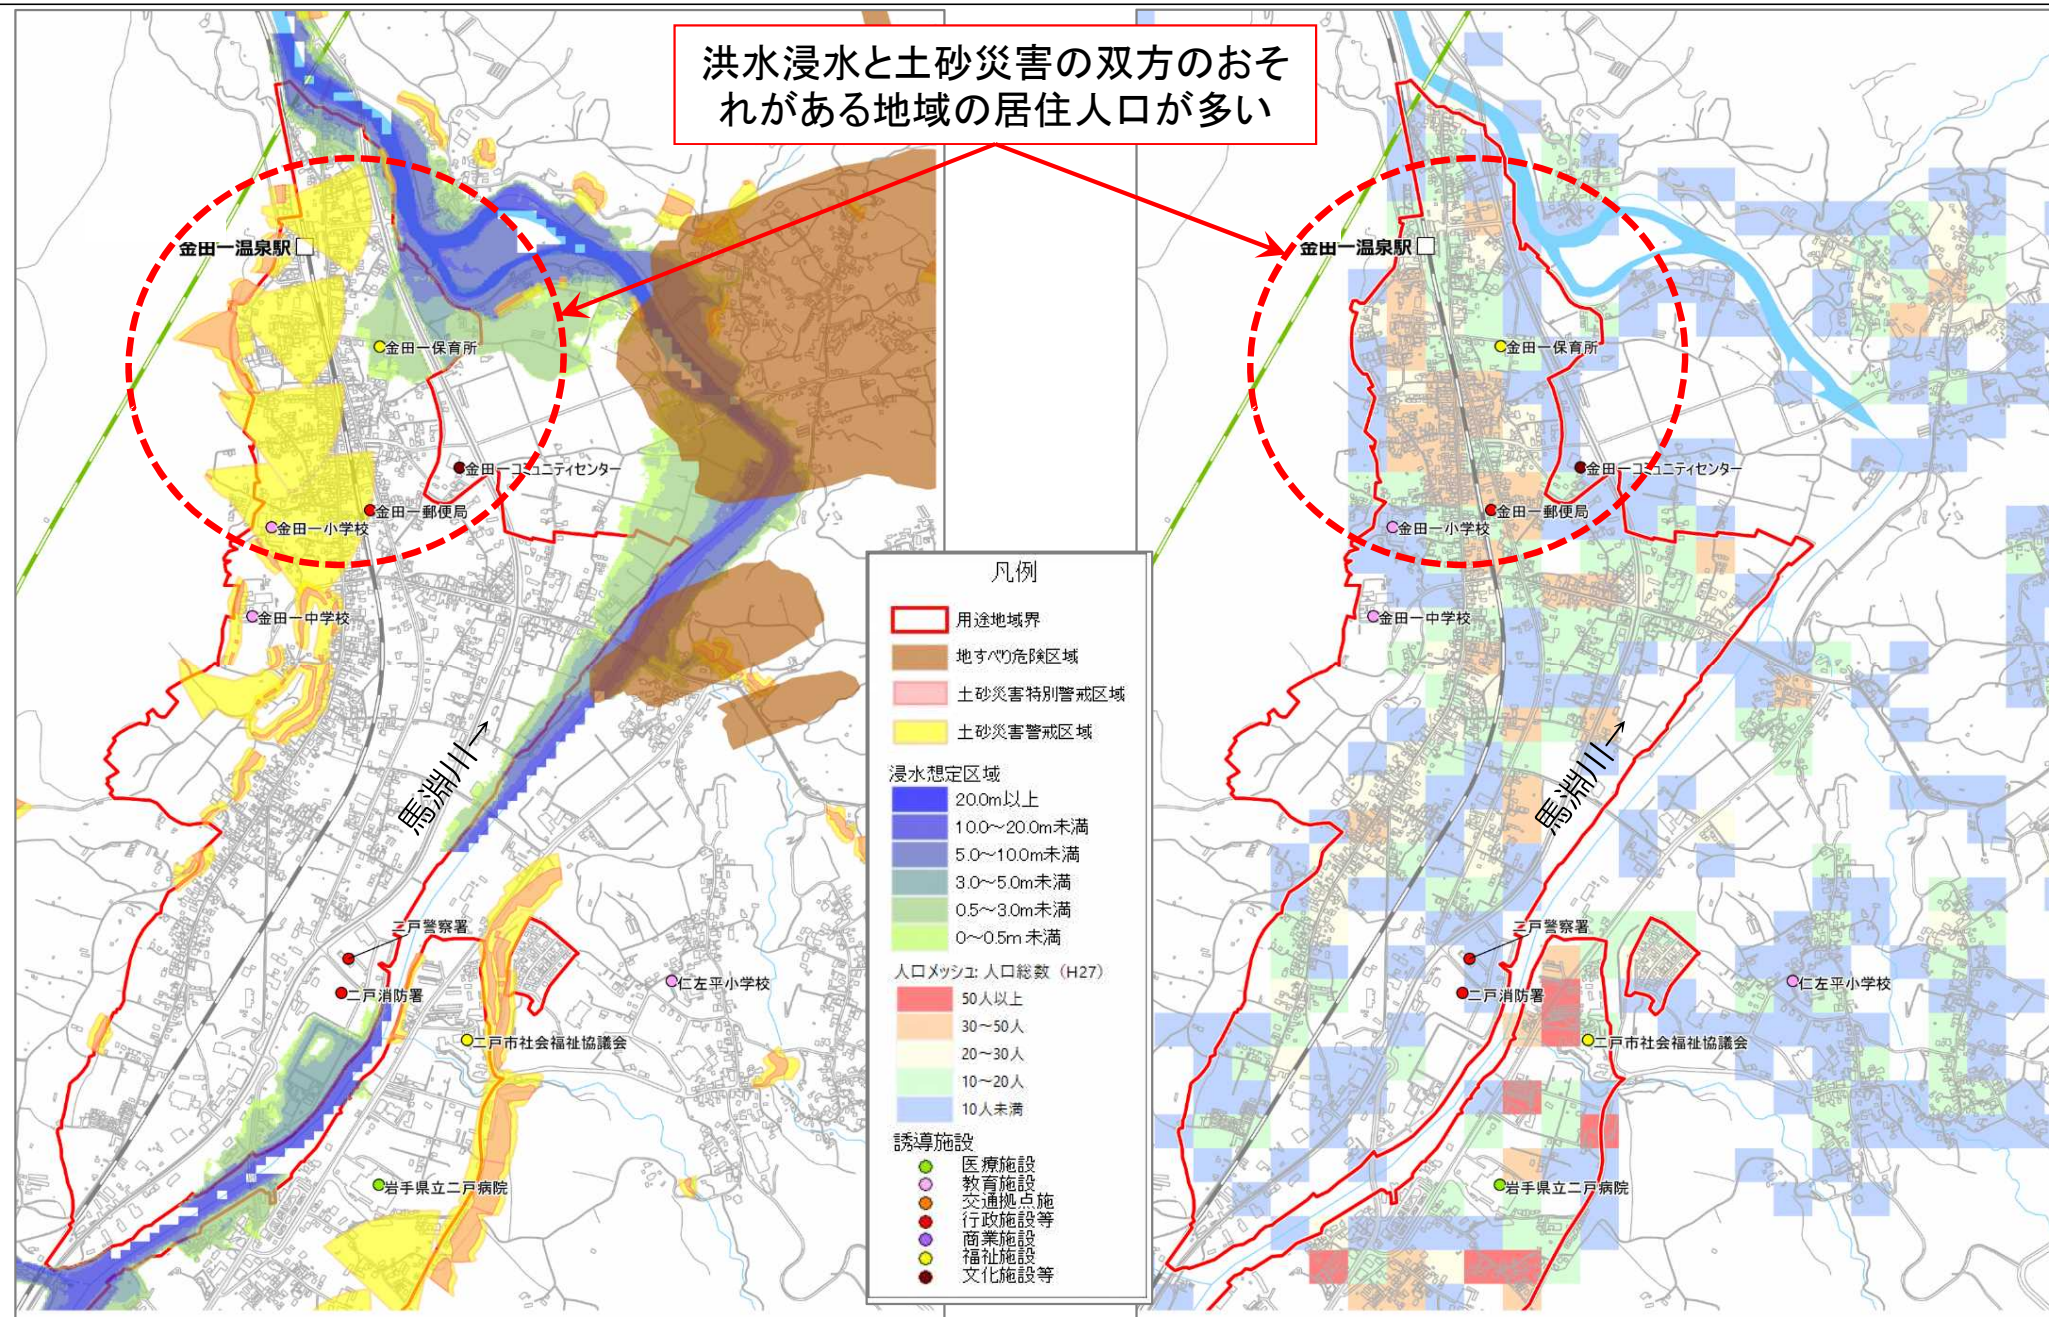 洪水浸水と土砂災害の双方のおそ
れがある地域の居住人口が多い
金田一温泉駅
金田一保育所
金田一コミュニティセンター
金田一郵便局
金田一小学校
金田一中学校
馬淵川→
二戸警察署
二戸消防署
仁左平小学校
二戸市社会福祉協議会
岩手県立二戸病院
凡例
用途地域界
地すべり危険区域
土砂災害特別警戒区域
土砂災害警戒区域
浸水想定区域
20.0m以上
10.0～20.0m未満
5.0～10.0m未満
3.0～5.0m未満
0.5～3.0m未満
0～0.5m未満
人口メッシュ: 人口総数（H27）
50人以上
30～50人
20～30人
10～20人
10人未満
誘導施設
医療施設
教育施設
交通拠点施
行政施設等
商業施設
福祉施設
文化施設等
金田一温泉駅
金田一保育所
金田一コミュニティセンター
金田一郵便局
金田一小学校
金田一中学校
馬淵川→
二戸警察署
二戸消防署
仁左平小学校
二戸市社会福祉協議会
岩手県立二戸病院